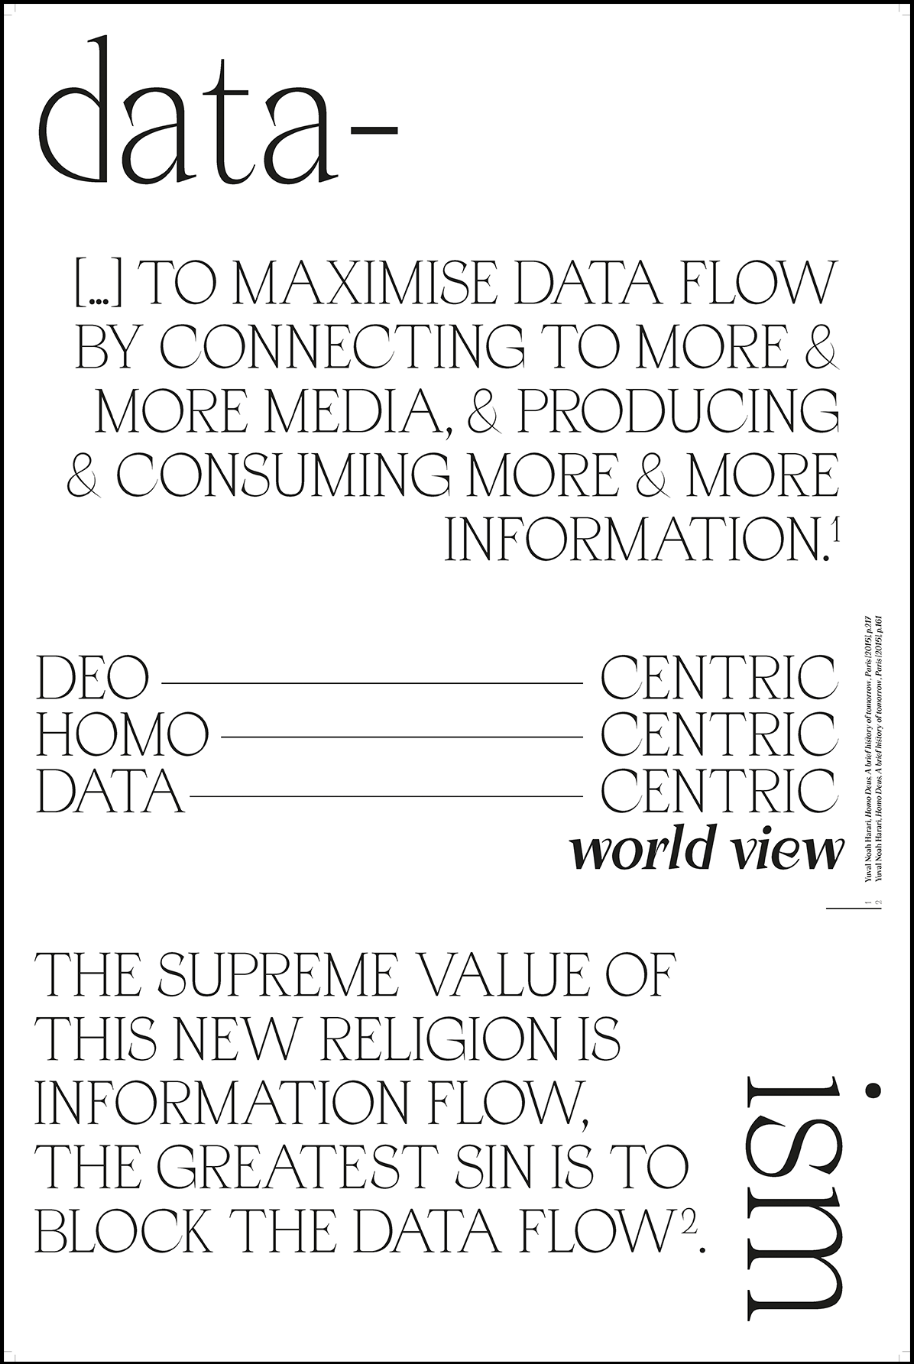 data-
[...] TO MAXIMISE DATA FLOW
BY CONNECTING TO MORE &
MORE MEDIA, & PRODUCING
& CONSUMING MORE & MORE
INFORMATION.¹
DEO CENTRIC
HOMO CENTRIC
DATA CENTRIC
world view
1 Yuval Noah Harari, Homo Deus. A brief history of tomorrow, Paris [2015], p.217
2 Yuval Noah Harari, Homo Deus. A brief history of tomorrow, Paris [2015], p.161
THE SUPREME VALUE OF
THIS NEW RELIGION IS
INFORMATION FLOW,
THE GREATEST SIN IS TO
BLOCK THE DATA FLOW².
ism